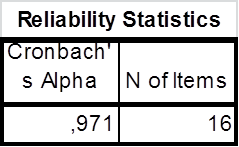 Reliability Statistics
Cronbach'
s Alpha N of Items
,971 16